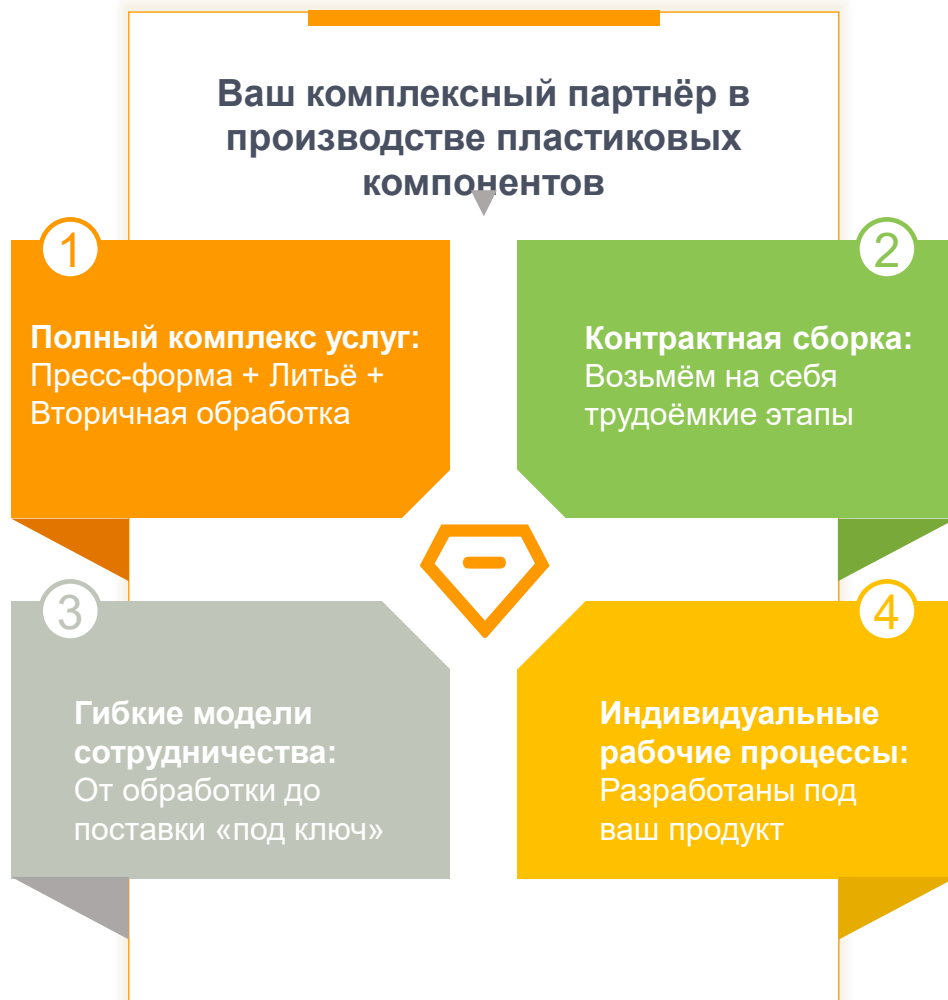 Ваш комплексный партнёр в
производстве пластиковых
компонентов
1
Полный комплекс услуг:
Пресс-форма + Литьё +
Вторичная обработка
2
Контрактная сборка:
Возьмём на себя
трудоёмкие этапы
3
Гибкие модели
сотрудничества:
От обработки до
поставки «под ключ»
4
Индивидуальные
рабочие процессы:
Разработаны под
ваш продукт